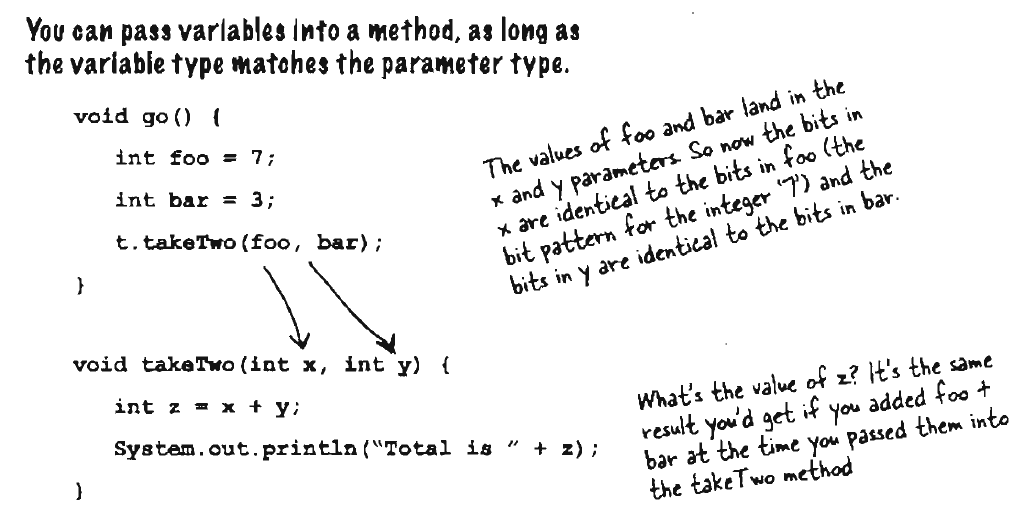 You can pass variables into a method, as long as
the variable type matches the parameter type.
void go() {
int foo = 7;
int bar = 3;
t.takeTwo(foo, bar);
}
The values of foo and bar land in the
x and y parameters. So now the bits in
x are identical to the bits in foo (the
bit pattern for the integer '7') and the
bits in y are identical to the bits in bar.
void takeTwo(int x, int y) {
int z = x + y;
System.out.println("Total is " + z);
}
What's the value of z? It's the same
result you'd get if you added foo +
bar at the time you passed them into
the takeTwo method